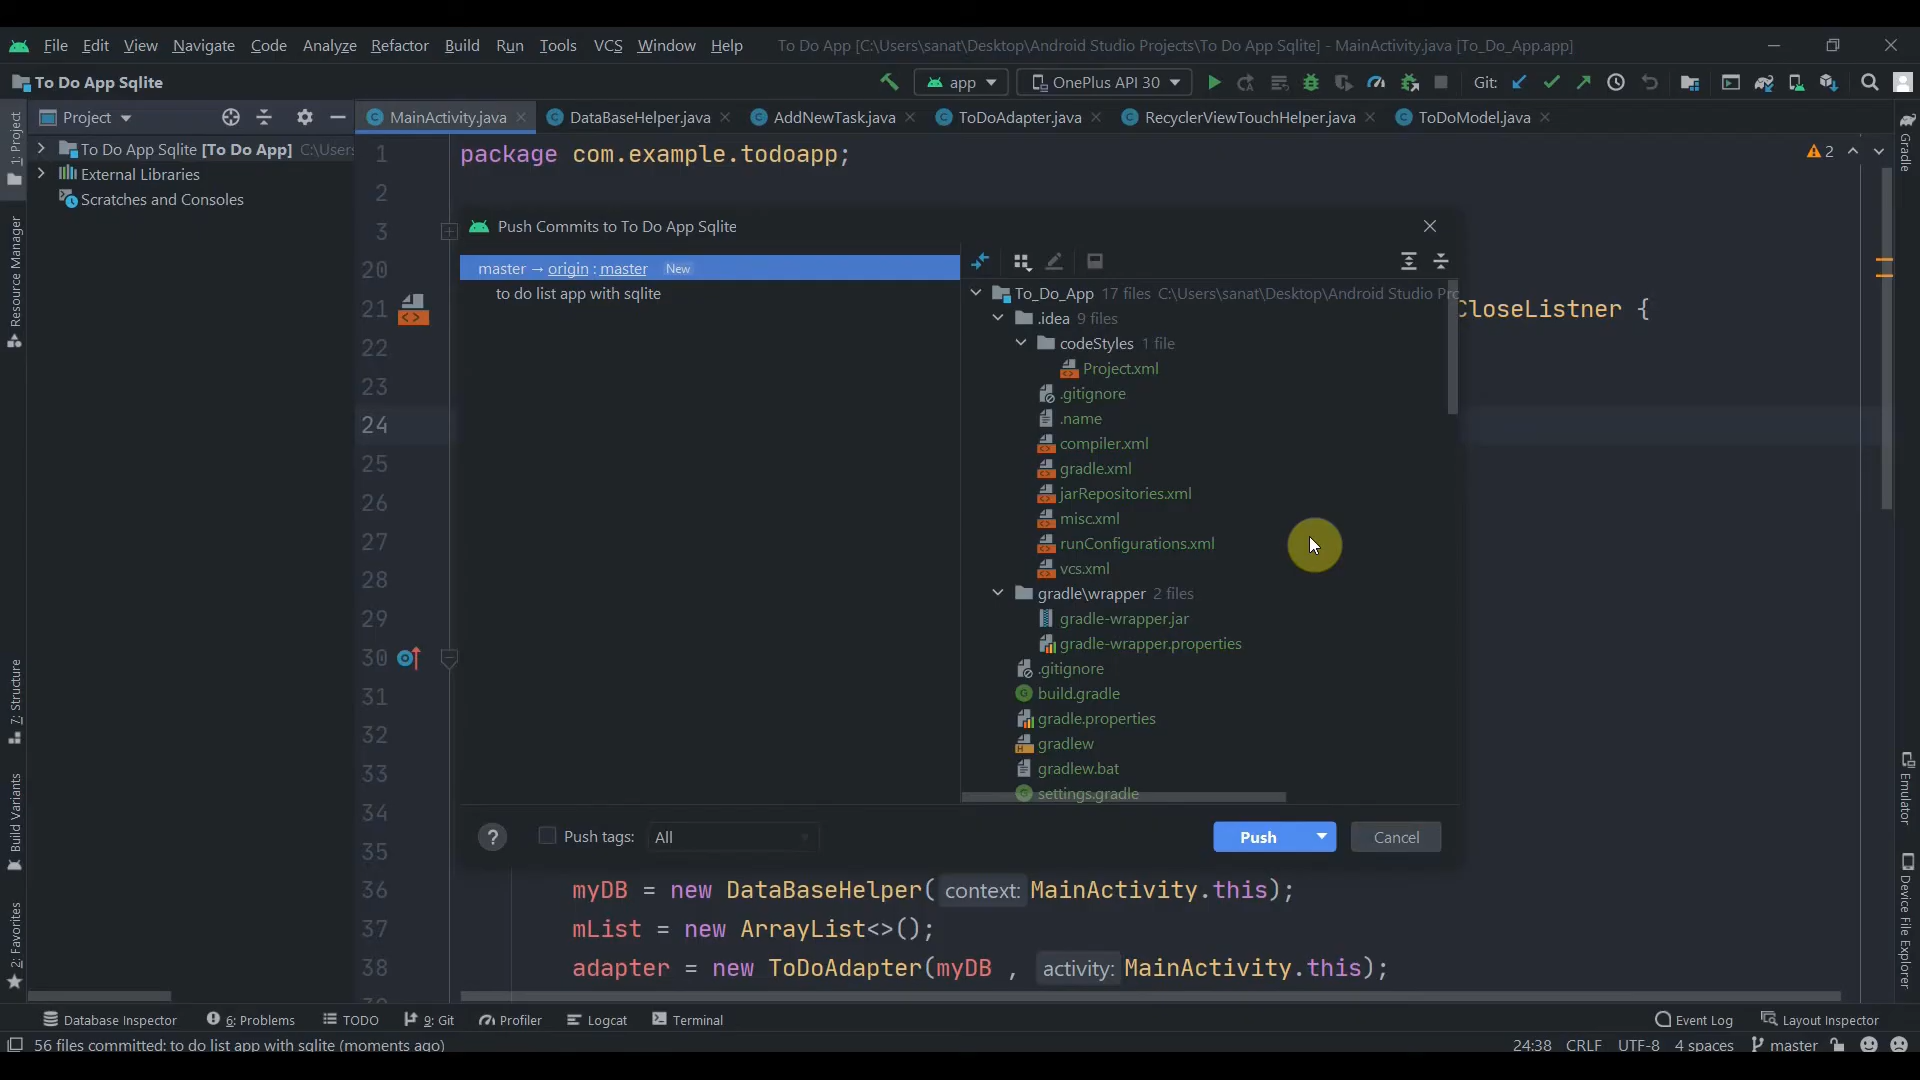 File Edit View Navigate Code Analyze Refactor Build Run Tools VCS Window Help To Do App [C:\Users\sanat\Desktop\Android Studio Projects\To Do App Sqlite] - MainActivity.java [To_Do_App.app]
To Do App Sqlite app OnePlus API 30 Git:
Project MainActivity.java DataBaseHelper.java AddNewTask.java ToDoAdapter.java RecyclerViewTouchHelper.java ToDoModel.java
To Do App Sqlite [To Do App] C:\Users
External Libraries
Scratches and Consoles
1: Project
Resource Manager
7: Structure
Build Variants
2: Favorites
1 package com.example.todoapp; 2
2
3
20
21 CloseListner {
22
23
24
25
26
27
28
29
30
31
32
33
34
35
36 myDB = new DataBaseHelper( context: MainActivity.this);
37 mList = new ArrayList<>();
38 adapter = new ToDoAdapter(myDB , activity: MainActivity.this);
Push Commits to To Do App Sqlite
master → origin : master New
to do list app with sqlite
To_Do_App 17 files C:\Users\sanat\Desktop\Android Studio Pro
.idea 9 files
codeStyles 1 file
Project.xml
.gitignore
.name
compiler.xml
gradle.xml
jarRepositories.xml
misc.xml
runConfigurations.xml
vcs.xml
gradle\wrapper 2 files
gradle-wrapper.jar
gradle-wrapper.properties
.gitignore
build.gradle
gradle.properties
gradlew
gradlew.bat
settings.gradle
? Push tags: All Push Cancel
Gradle
Emulator
Device File Explorer
Database Inspector 6: Problems TODO 9: Git Profiler Logcat Terminal Event Log Layout Inspector
56 files committed: to do list app with sqlite (moments ago) 24:38 CRLF UTF-8 4 spaces master